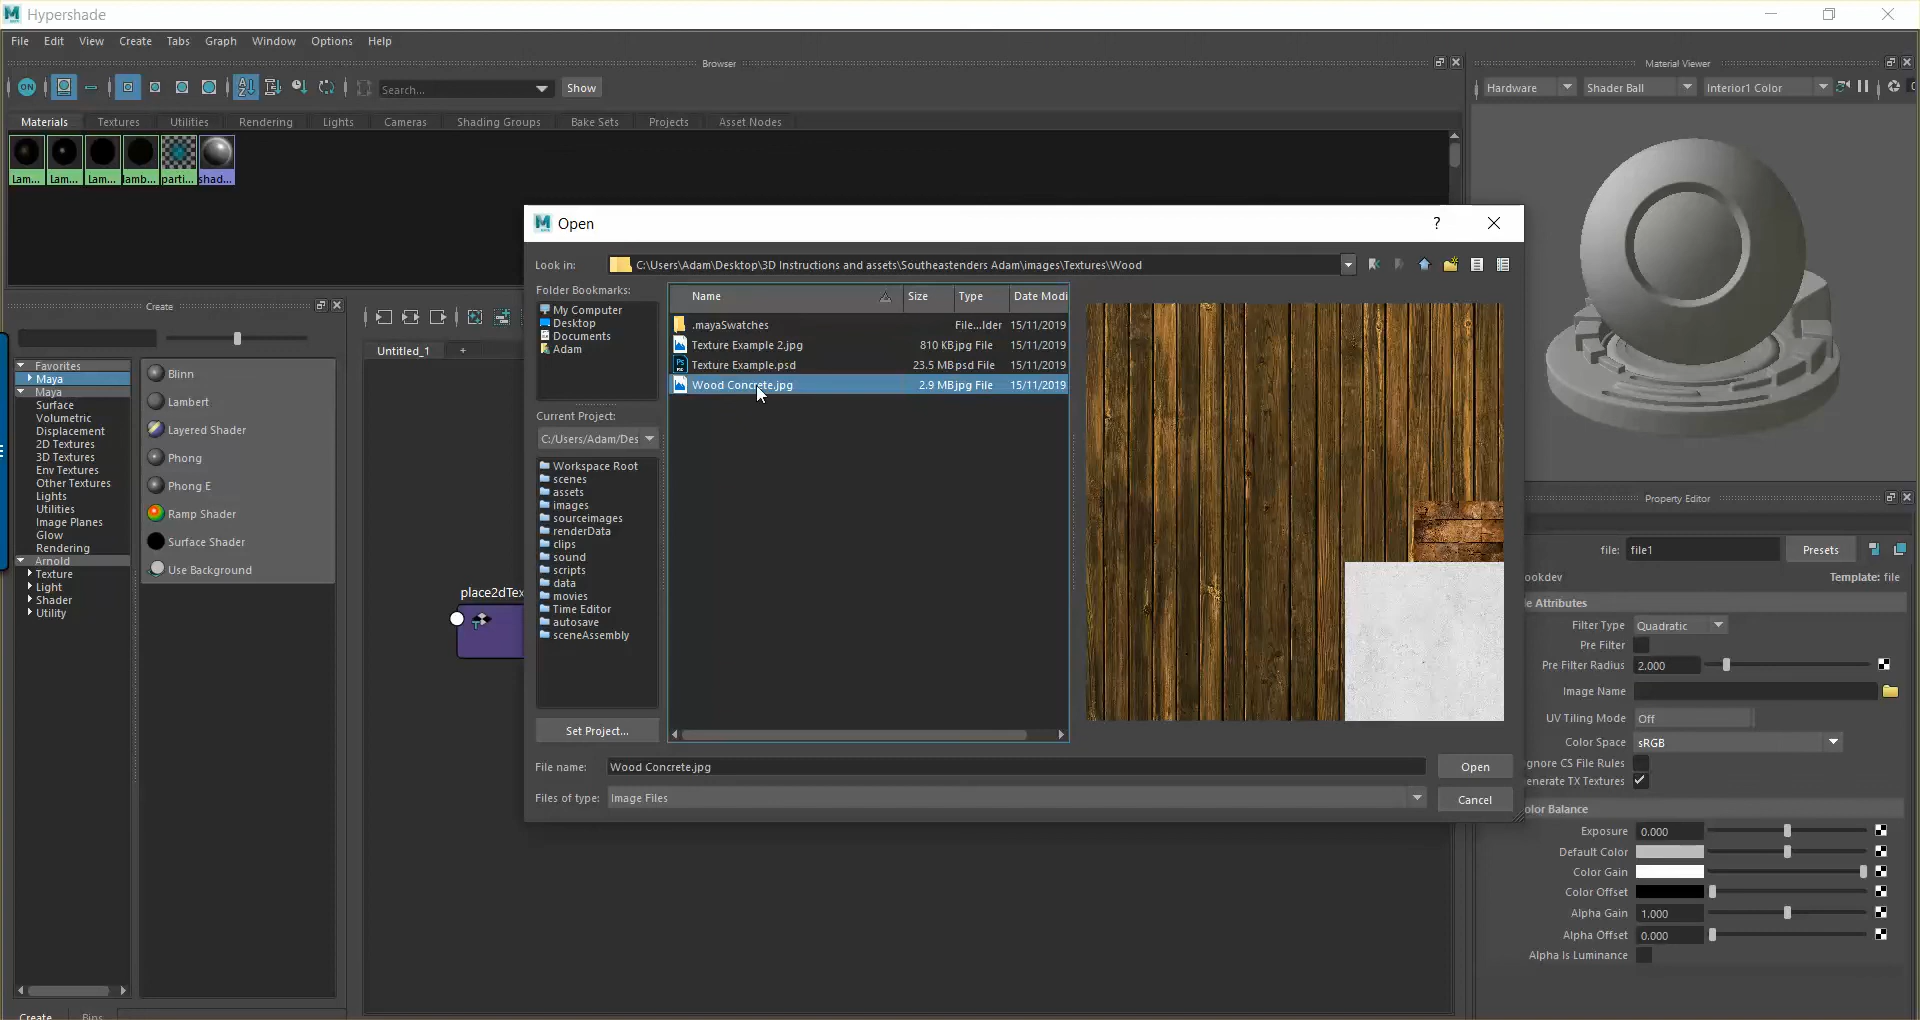 Hypershade
File Edit View Create Tabs Graph Window Options Help
Browser
Material Viewer
ON
Search...
Show
Hardware
Shader Ball
Interior1 Color
Materials Textures Utilities Rendering Lights Cameras Shading Groups Bake Sets Projects Asset Nodes
Lam... Lam... Lam... lamb... parti... shad...
Open
?
Look in:
C:\Users\Adam\Desktop\3D Instructions and assets\Southeastenders Adam\images\Textures\Wood
Folder Bookmarks:
My Computer
Desktop
Documents
Adam
Name Size Type Date Modi
.mayaSwatches File...lder 15/11/2019
Texture Example 2.jpg 810 KB jpg File 15/11/2019
Texture Example.psd 23.5 MB psd File 15/11/2019
Wood Concrete.jpg 2.9 MB jpg File 15/11/2019
Current Project:
C:/Users/Adam/Des
Workspace Root
scenes
assets
images
sourceimages
renderData
clips
sound
scripts
data
movies
Time Editor
autosave
sceneAssembly
Set Project...
File name: Wood Concrete.jpg
Open
Files of type: Image Files
Cancel
Create
Favorites
Maya
Maya
Surface
Volumetric
Displacement
2D Textures
3D Textures
Env Textures
Other Textures
Lights
Utilities
Image Planes
Glow
Rendering
Arnold
Texture
Light
Shader
Utility
Blinn
Lambert
Layered Shader
Phong
Phong E
Ramp Shader
Surface Shader
Use Background
Create Bins
Untitled_1 +
place2dTex
Property Editor
file: file1
Presets
ookdev
Template: file
e Attributes
Filter Type Quadratic
Pre Filter
Pre Filter Radius 2.000
Image Name
UV Tiling Mode Off
Color Space sRGB
gnore CS File Rules
enerate TX Textures
olor Balance
Exposure 0.000
Default Color
Color Gain
Color Offset
Alpha Gain 1.000
Alpha Offset 0.000
Alpha Is Luminance